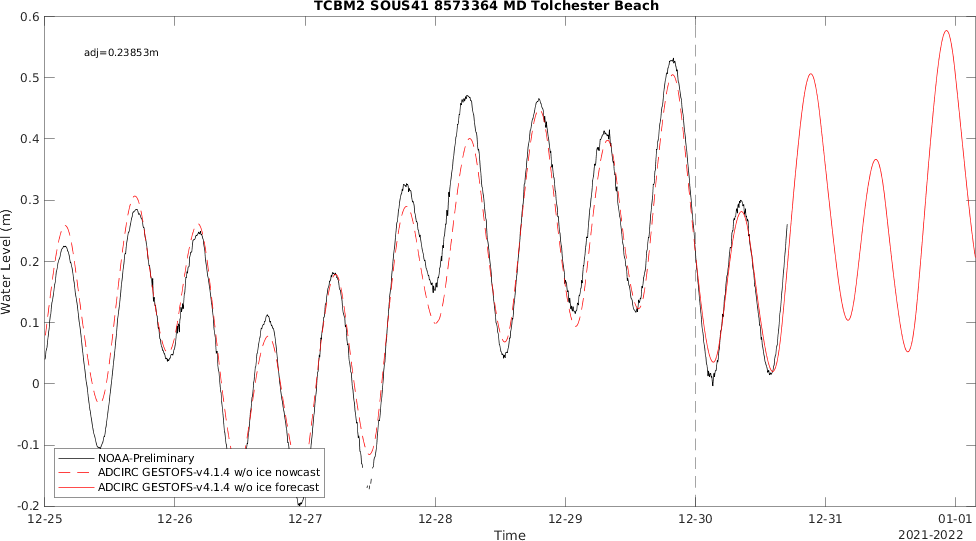 TCBM2 SOUS41 8573364 MD Tolchester Beach
adj=0.23853m
0.6
0.5
0.4
0.3
0.2
0.1
0
-0.1
-0.2
Water Level (m)
NOAA-Preliminary
ADCIRC GESTOFS-v4.1.4 w/o ice nowcast
ADCIRC GESTOFS-v4.1.4 w/o ice forecast
12-25 12-26 12-27 12-28 12-29 12-30 12-31 01-01
Time
2021-2022